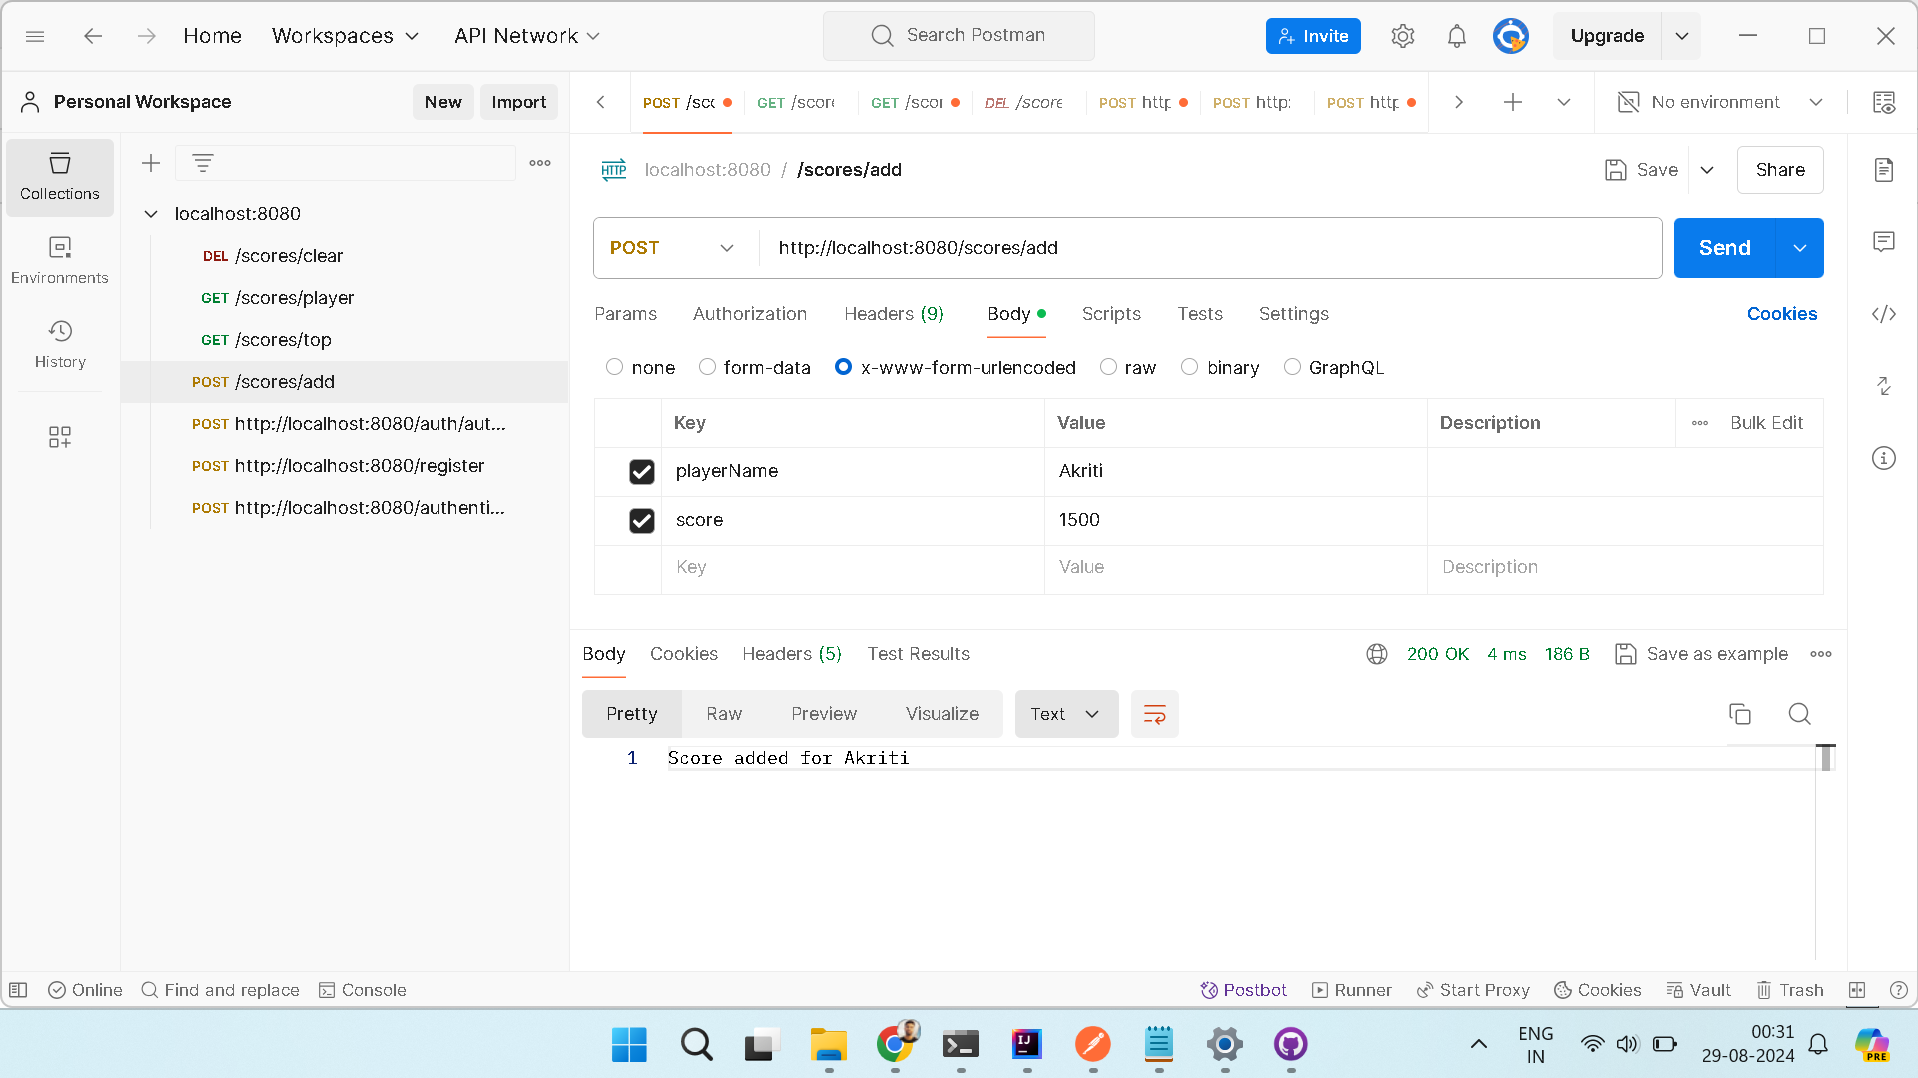 Home Workspaces API Network Search Postman Invite Upgrade
Personal Workspace New Import POST /scc GET /score GET /scor DEL /score POST http POST http: POST http No environment
Collections
Environments
History
localhost:8080
DEL /scores/clear
GET /scores/player
GET /scores/top
POST /scores/add
POST http://localhost:8080/auth/aut...
POST http://localhost:8080/register
POST http://localhost:8080/authenti...
HTTP localhost:8080 / /scores/add Save Share
POST http://localhost:8080/scores/add Send
Params Authorization Headers (9) Body Scripts Tests Settings Cookies
none form-data x-www-form-urlencoded raw binary GraphQL
Key Value Description Bulk Edit
playerName Akriti
score 1500
Key Value Description
Body Cookies Headers (5) Test Results 200 OK 4 ms 186 B Save as example
Pretty Raw Preview Visualize Text
1 Score added for Akriti
Online Find and replace Console Postbot Runner Start Proxy Cookies Vault Trash
IJ
ENG
IN
00:31
29-08-2024
PRE